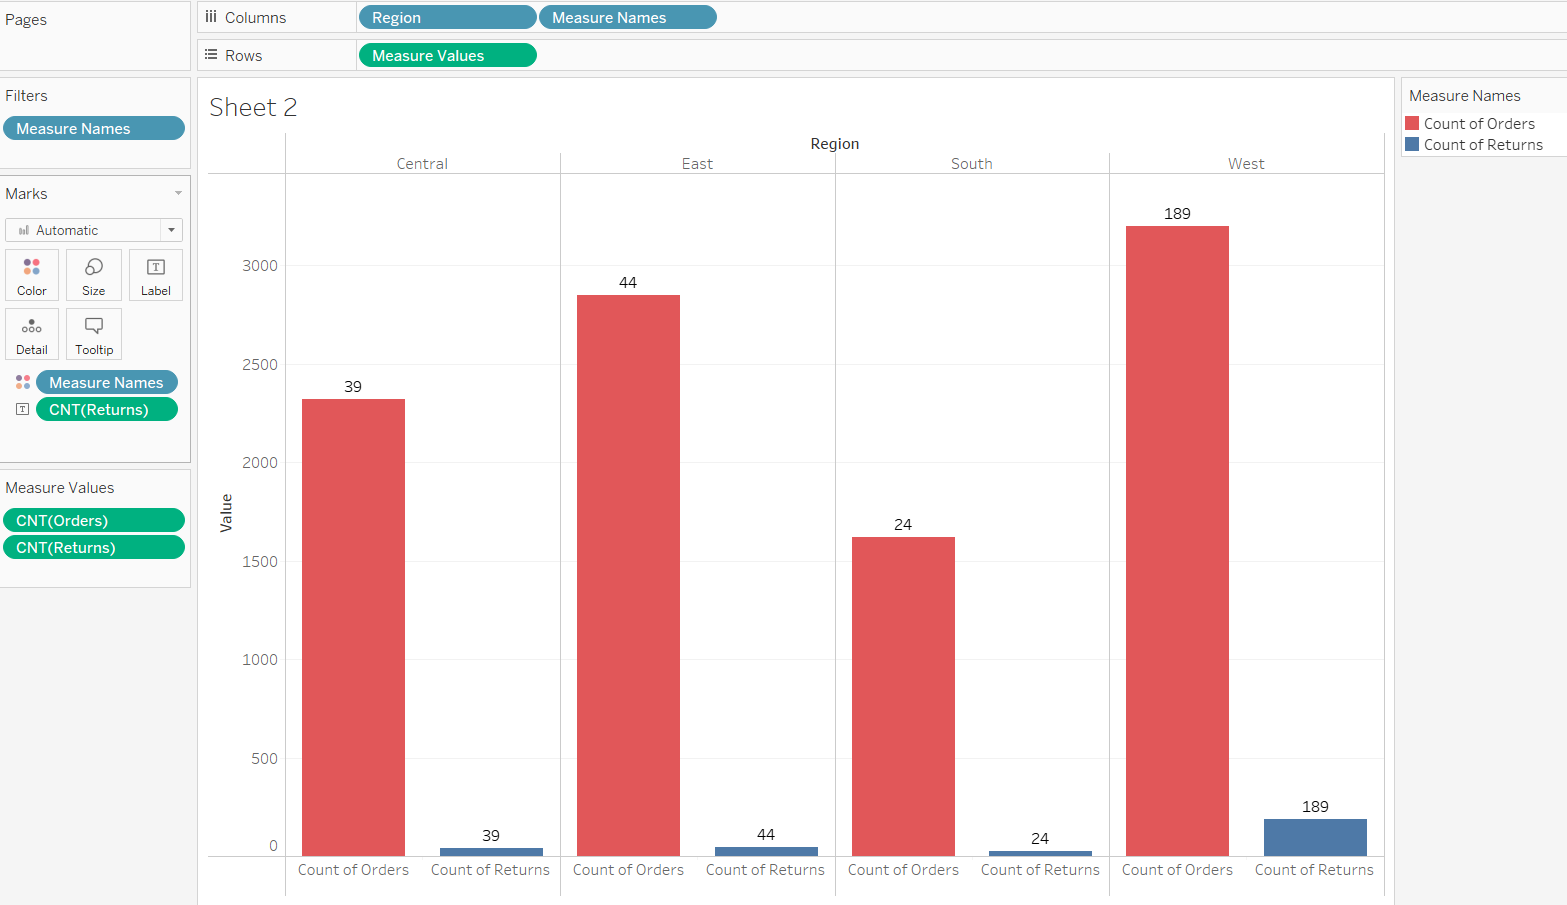 Pages
Columns
Region
Measure Names
Rows
Measure Values
Filters
Measure Names
Marks
Automatic
Color
Size
Label
Detail
Tooltip
Measure Names
CNT(Returns)
Measure Values
CNT(Orders)
CNT(Returns)
Sheet 2
Region
Central East South West
Value
3000
2500
2000
1500
1000
500
0
39
39
44
44
24
24
189
189
Count of Orders Count of Returns Count of Orders Count of Returns Count of Orders Count of Returns Count of Orders Count of Returns
Measure Names
Count of Orders
Count of Returns